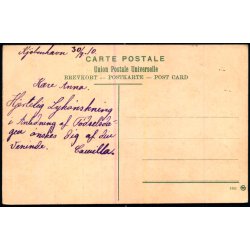 Kjøbenhavn 30/9 10.
CARTE POSTALE
Union Postale Universelle
BREVKORT — POSTKARTE — POST CARD
Kære Anna.
Hjertelig Lykønskning
i Anledning af Fødselsda-
gen ønskes Dig af din
Veninde.
Camilla.